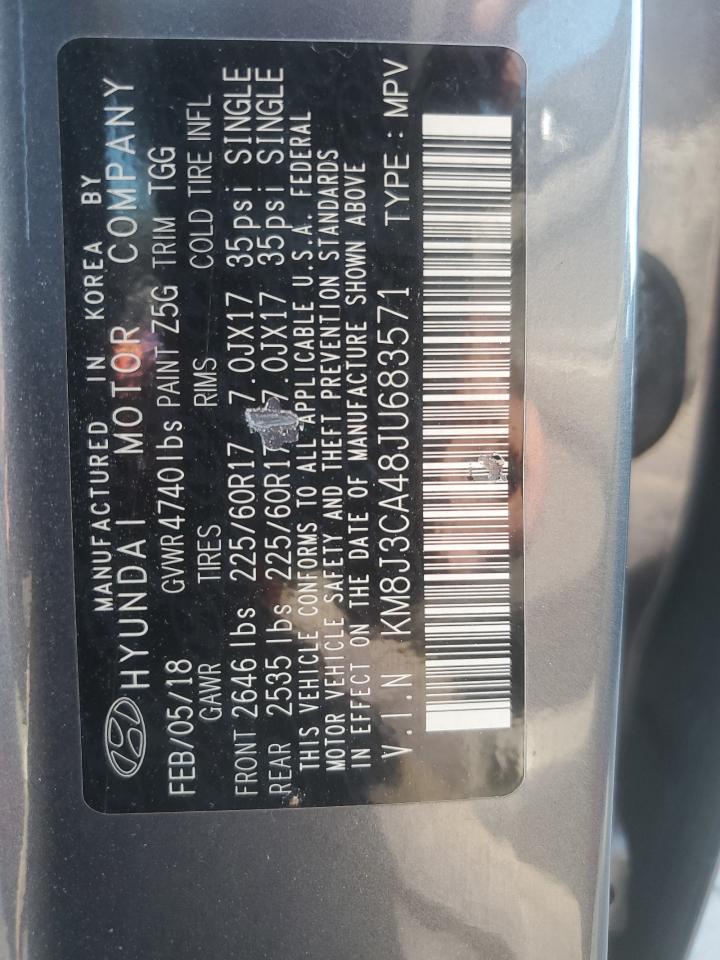 MANUFACTURED IN KOREA BY
HYUNDAI MOTOR COMPANY
FEB/05/18 GVWR4740lbs PAINT Z5G TRIM TGG
GAWR TIRES RIMS COLD TIRE INFL
FRONT 2646 lbs 225/60R17 7.0JX17 35psi SINGLE
REAR 2535 lbs 225/60R17 7.0JX17 35psi SINGLE
THIS VEHICLE CONFORMS TO ALL APPLICABLE U.S.A. FEDERAL
MOTOR VEHICLE SAFETY AND THEFT PREVENTION STANDARDS
IN EFFECT ON THE DATE OF MANUFACTURE SHOWN ABOVE
V.I.N KM8J3CA48JU683571 TYPE : MPV